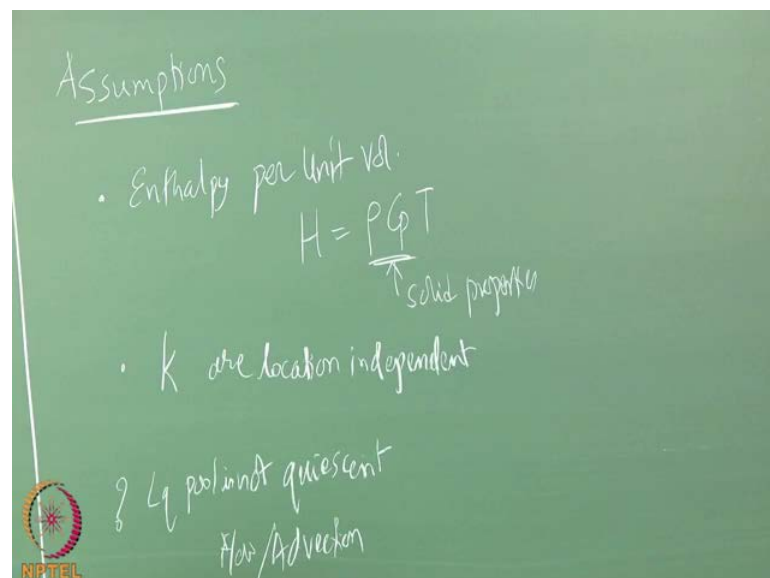 Assumptions
• Enthalpy per Unit Vol.
H = ρ Cp T
↑ solid properties
• K are location independent
? Lq pool is not quiescent
Flow/Advection
NPTEL